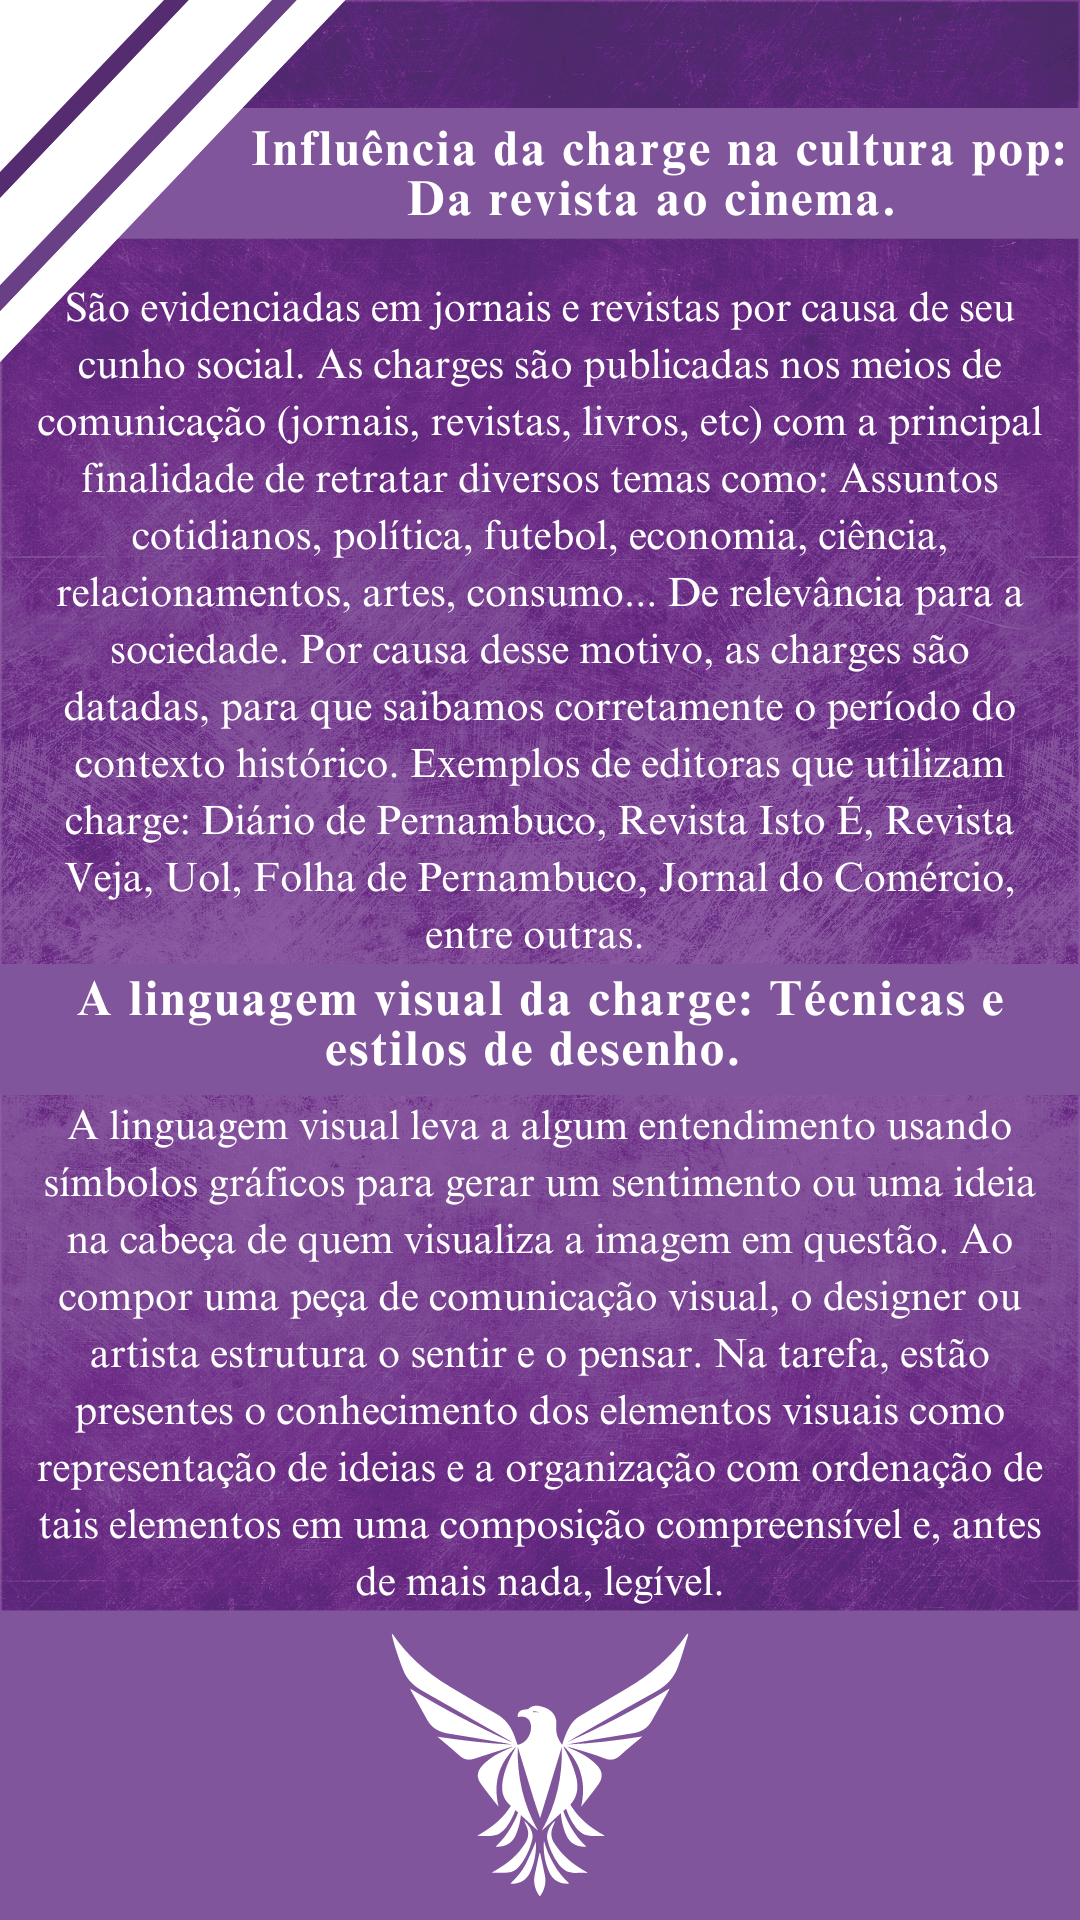 Influência da charge na cultura pop:
Da revista ao cinema.
São evidenciadas em jornais e revistas por causa de seu
cunho social. As charges são publicadas nos meios de
comunicação (jornais, revistas, livros, etc) com a principal
finalidade de retratar diversos temas como: Assuntos
cotidianos, política, futebol, economia, ciência,
relacionamentos, artes, consumo... De relevância para a
sociedade. Por causa desse motivo, as charges são
datadas, para que saibamos corretamente o período do
contexto histórico. Exemplos de editoras que utilizam
charge: Diário de Pernambuco, Revista Isto É, Revista
Veja, Uol, Folha de Pernambuco, Jornal do Comércio,
entre outras.
A linguagem visual da charge: Técnicas e
estilos de desenho.
A linguagem visual leva a algum entendimento usando
símbolos gráficos para gerar um sentimento ou uma ideia
na cabeça de quem visualiza a imagem em questão. Ao
compor uma peça de comunicação visual, o designer ou
artista estrutura o sentir e o pensar. Na tarefa, estão
presentes o conhecimento dos elementos visuais como
representação de ideias e a organização com ordenação de
tais elementos em uma composição compreensível e, antes
de mais nada, legível.